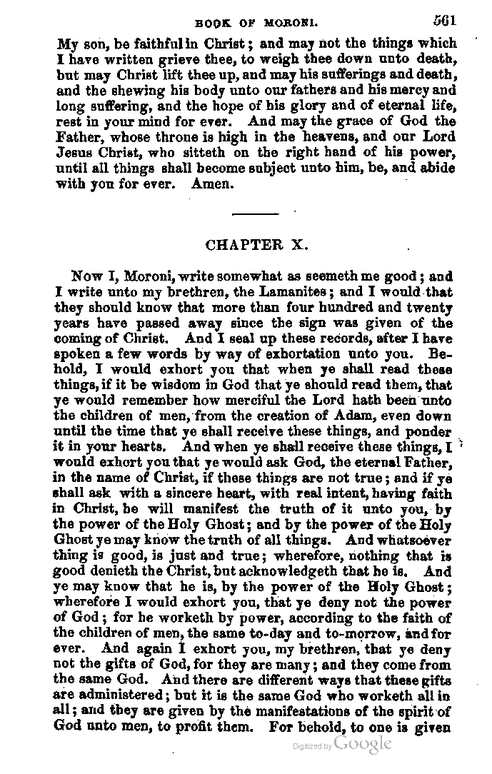 BOOK OF MORONI. 561
My son, be faithful in Christ; and may not the things which
I have written grieve thee, to weigh thee down unto death,
but may Christ lift thee up, and may his sufferings and death,
and the shewing his body unto our fathers and his mercy and
long suffering, and the hope of his glory and of eternal life,
rest in your mind for ever. And may the grace of God the
Father, whose throne is high in the heavens, and our Lord
Jesus Christ, who sitteth on the right hand of his power,
until all things shall become subject unto him, be, and abide
with you for ever. Amen.
CHAPTER X.
Now I, Moroni, write somewhat as seemeth me good; and
I write unto my brethren, the Lamanites; and I would that
they should know that more than four hundred and twenty
years have passed away since the sign was given of the
coming of Christ. And I seal up these records, after I have
spoken a few words by way of exhortation unto you. Be-
hold, I would exhort you that when ye shall read these
things, if it be wisdom in God that ye should read them, that
ye would remember how merciful the Lord hath been unto
the children of men, from the creation of Adam, even down
until the time that ye shall receive these things, and ponder
it in your hearts. And when ye shall receive these things, I
would exhort you that ye would ask God, the eternal Father,
in the name of Christ, if these things are not true; and if ye
shall ask with a sincere heart, with real intent, having faith
in Christ, he will manifest the truth of it unto you, by
the power of the Holy Ghost; and by the power of the Holy
Ghost ye may know the truth of all things. And whatsoever
thing is good, is just and true; wherefore, nothing that is
good denieth the Christ, but acknowledgeth that he is. And
ye may know that he is, by the power of the Holy Ghost;
wherefore I would exhort you, that ye deny not the power
of God; for he worketh by power, according to the faith of
the children of men, the same to-day and to-morrow, and for
ever. And again I exhort you, my brethren, that ye deny
not the gifts of God, for they are many; and they come from
the same God. And there are different ways that these gifts
are administered; but it is the same God who worketh all in
all; and they are given by the manifestations of the spirit of
God unto men, to profit them. For behold, to one is given
Digitized by Google